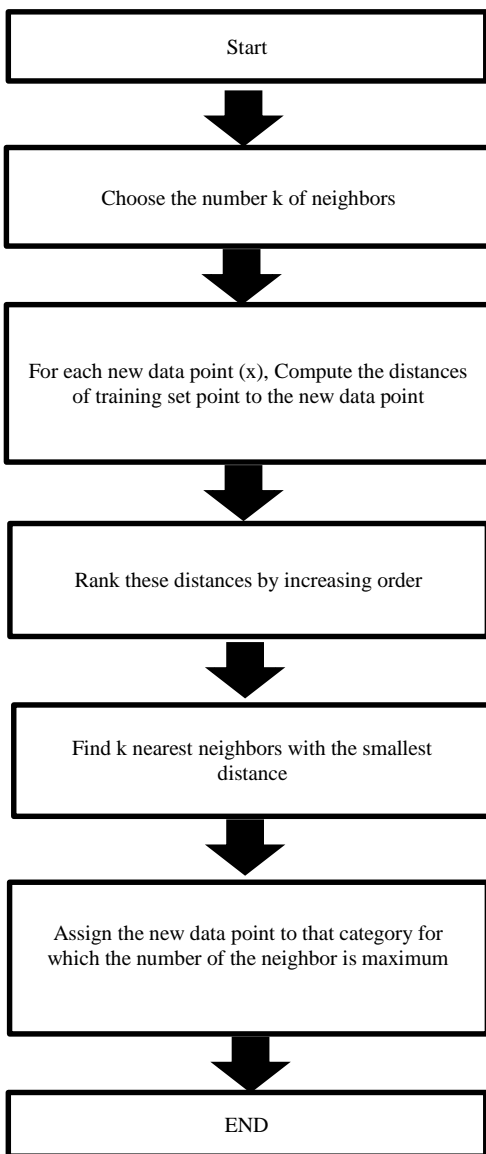 Start
Choose the number k of neighbors
For each new data point (x), Compute the distances
of training set point to the new data point
Rank these distances by increasing order
Find k nearest neighbors with the smallest
distance
Assign the new data point to that category for
which the number of the neighbor is maximum
END